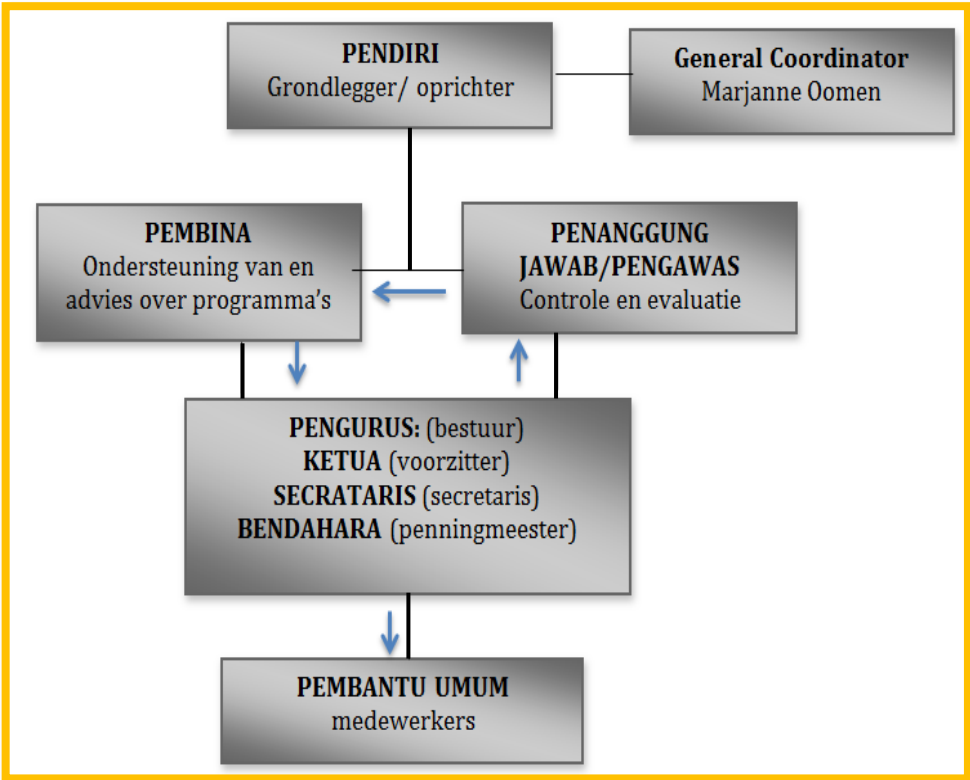 PENDIRI
Grondlegger/ oprichter
General Coordinator
Marjanne Oomen
PEMBINA
Ondersteuning van en
advies over programma's
PENANGGUNG
JAWAB/PENGAWAS
Controle en evaluatie
PENGURUS: (bestuur)
KETUA (voorzitter)
SECRATARIS (secretaris)
BENDAHARA (penningmeester)
PEMBANTU UMUM
medewerkers